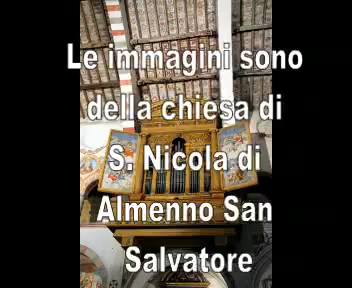 Le immagini sono
della chiesa di
S. Nicola di
Almenno San
Salvatore